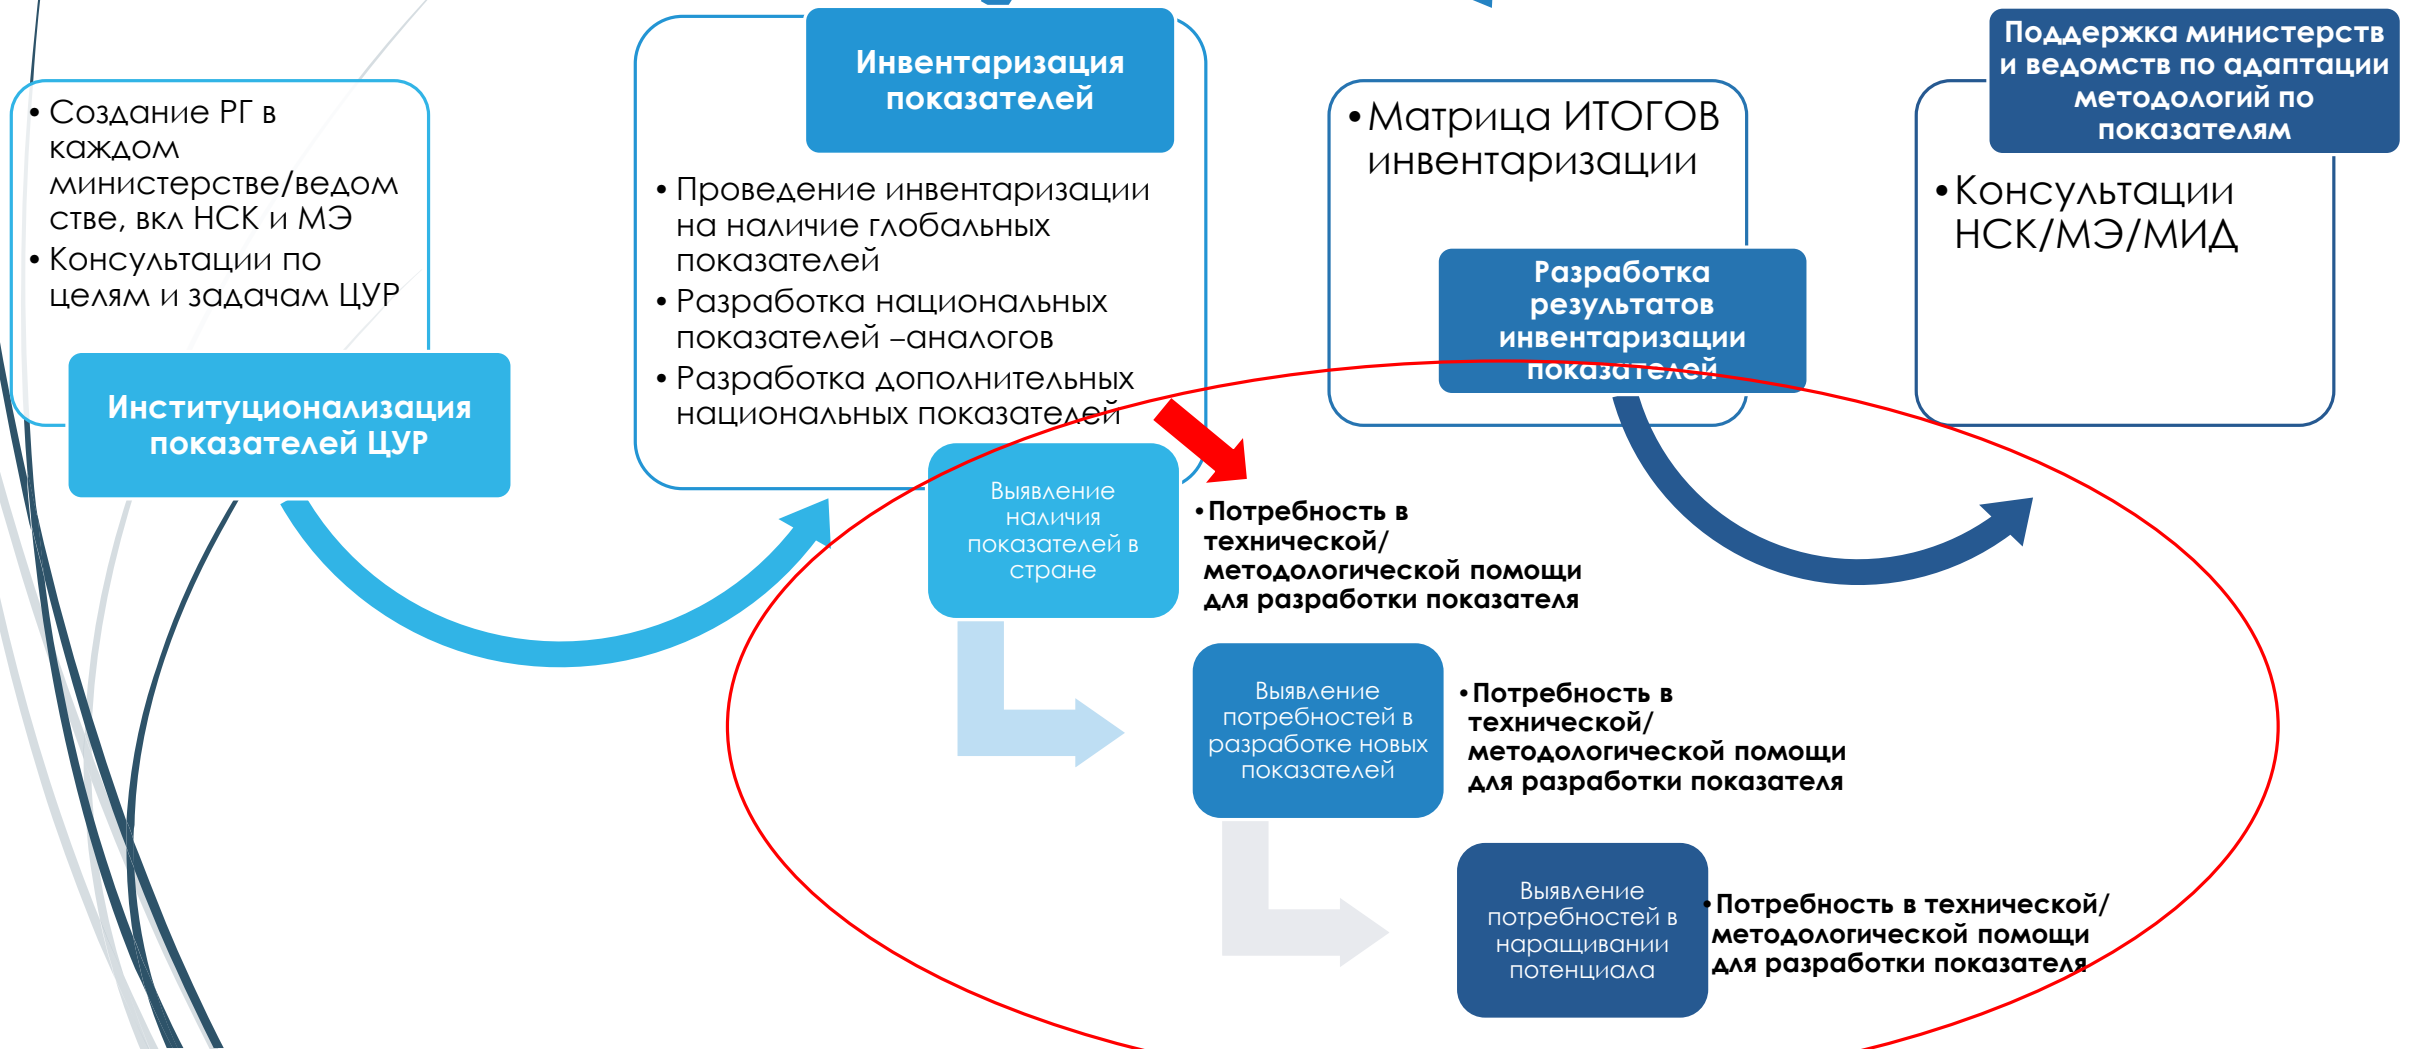 • Создание РГ в
каждом
министерстве/ведом
стве, вкл НСК и МЭ
• Консультации по
целям и задачам ЦУР
Институционализация
показателей ЦУР
Инвентаризация
показателей
• Проведение инвентаризации
на наличие глобальных
показателей
• Разработка национальных
показателей –аналогов
• Разработка дополнительных
национальных показателей
• Матрица ИТОГОВ
инвентаризации
Разработка
результатов
инвентаризации
показателей
Поддержка министерств
и ведомств по адаптации
методологий по
показателям
• Консультации
НСК/МЭ/МИД
Выявление
наличия
показателей в
стране
• Потребность в
технической/
методологической помощи
для разработки показателя
Выявление
потребностей в
разработке новых
показателей
• Потребность в
технической/
методологической помощи
для разработки показателя
Выявление
потребностей в
наращивании
потенциала
• Потребность в технической/
методологической помощи
для разработки показателя